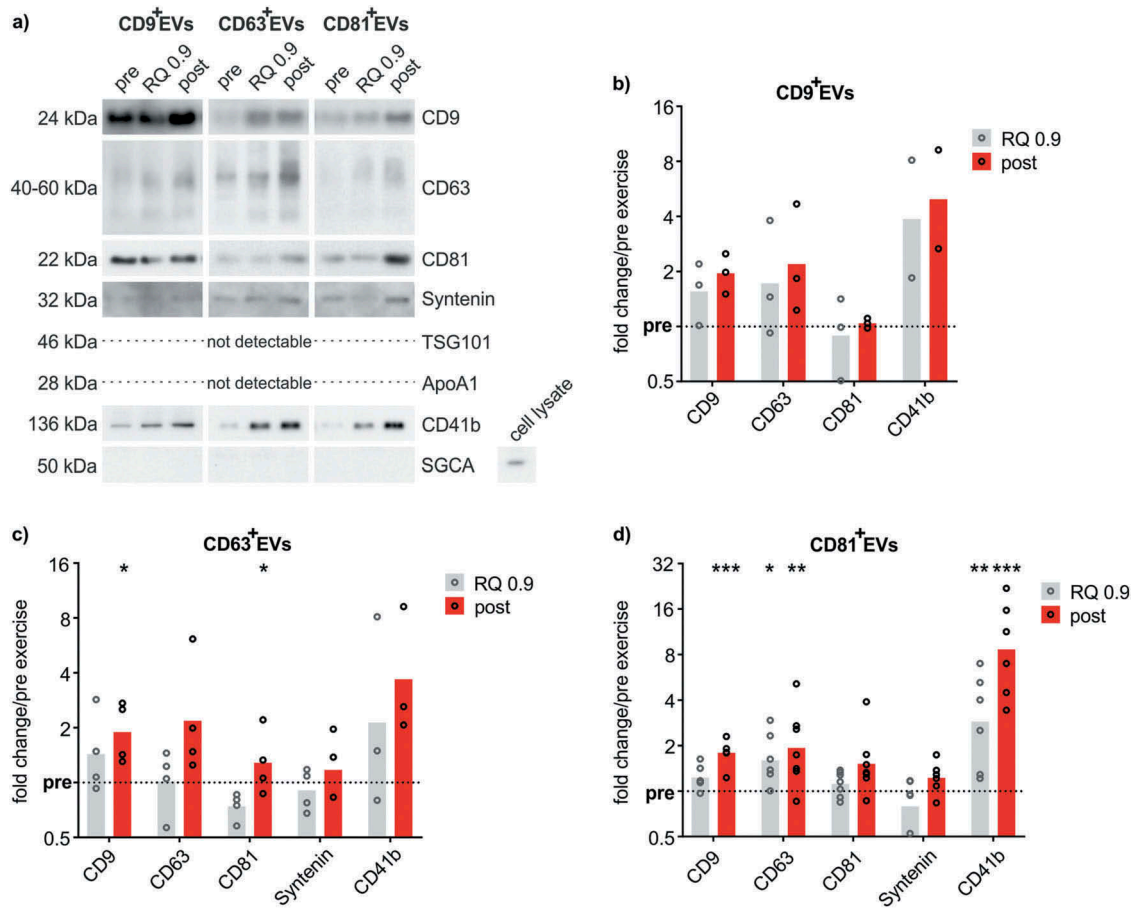 a)
CD9+EVs CD63+EVs CD81+EVs
pre RQ 0.9 post pre RQ 0.9 post pre RQ 0.9 post
24 kDa CD9
40-60 kDa CD63
22 kDa CD81
32 kDa Syntenin
46 kDa not detectable TSG101
28 kDa not detectable ApoA1
136 kDa CD41b
cell lysate
50 kDa SGCA
b)
CD9+EVs
RQ 0.9
post
fold change/pre exercise
16
8
4
2
pre
0.5
CD9 CD63 CD81 CD41b
c)
CD63+EVs
RQ 0.9
post
fold change/pre exercise
16
8
4
2
pre
0.5
* *
CD9 CD63 CD81 Syntenin CD41b
d)
CD81+EVs
RQ 0.9
post
fold change/pre exercise
32
16
8
4
2
pre
0.5
*** * ** ** ***
CD9 CD63 CD81 Syntenin CD41b